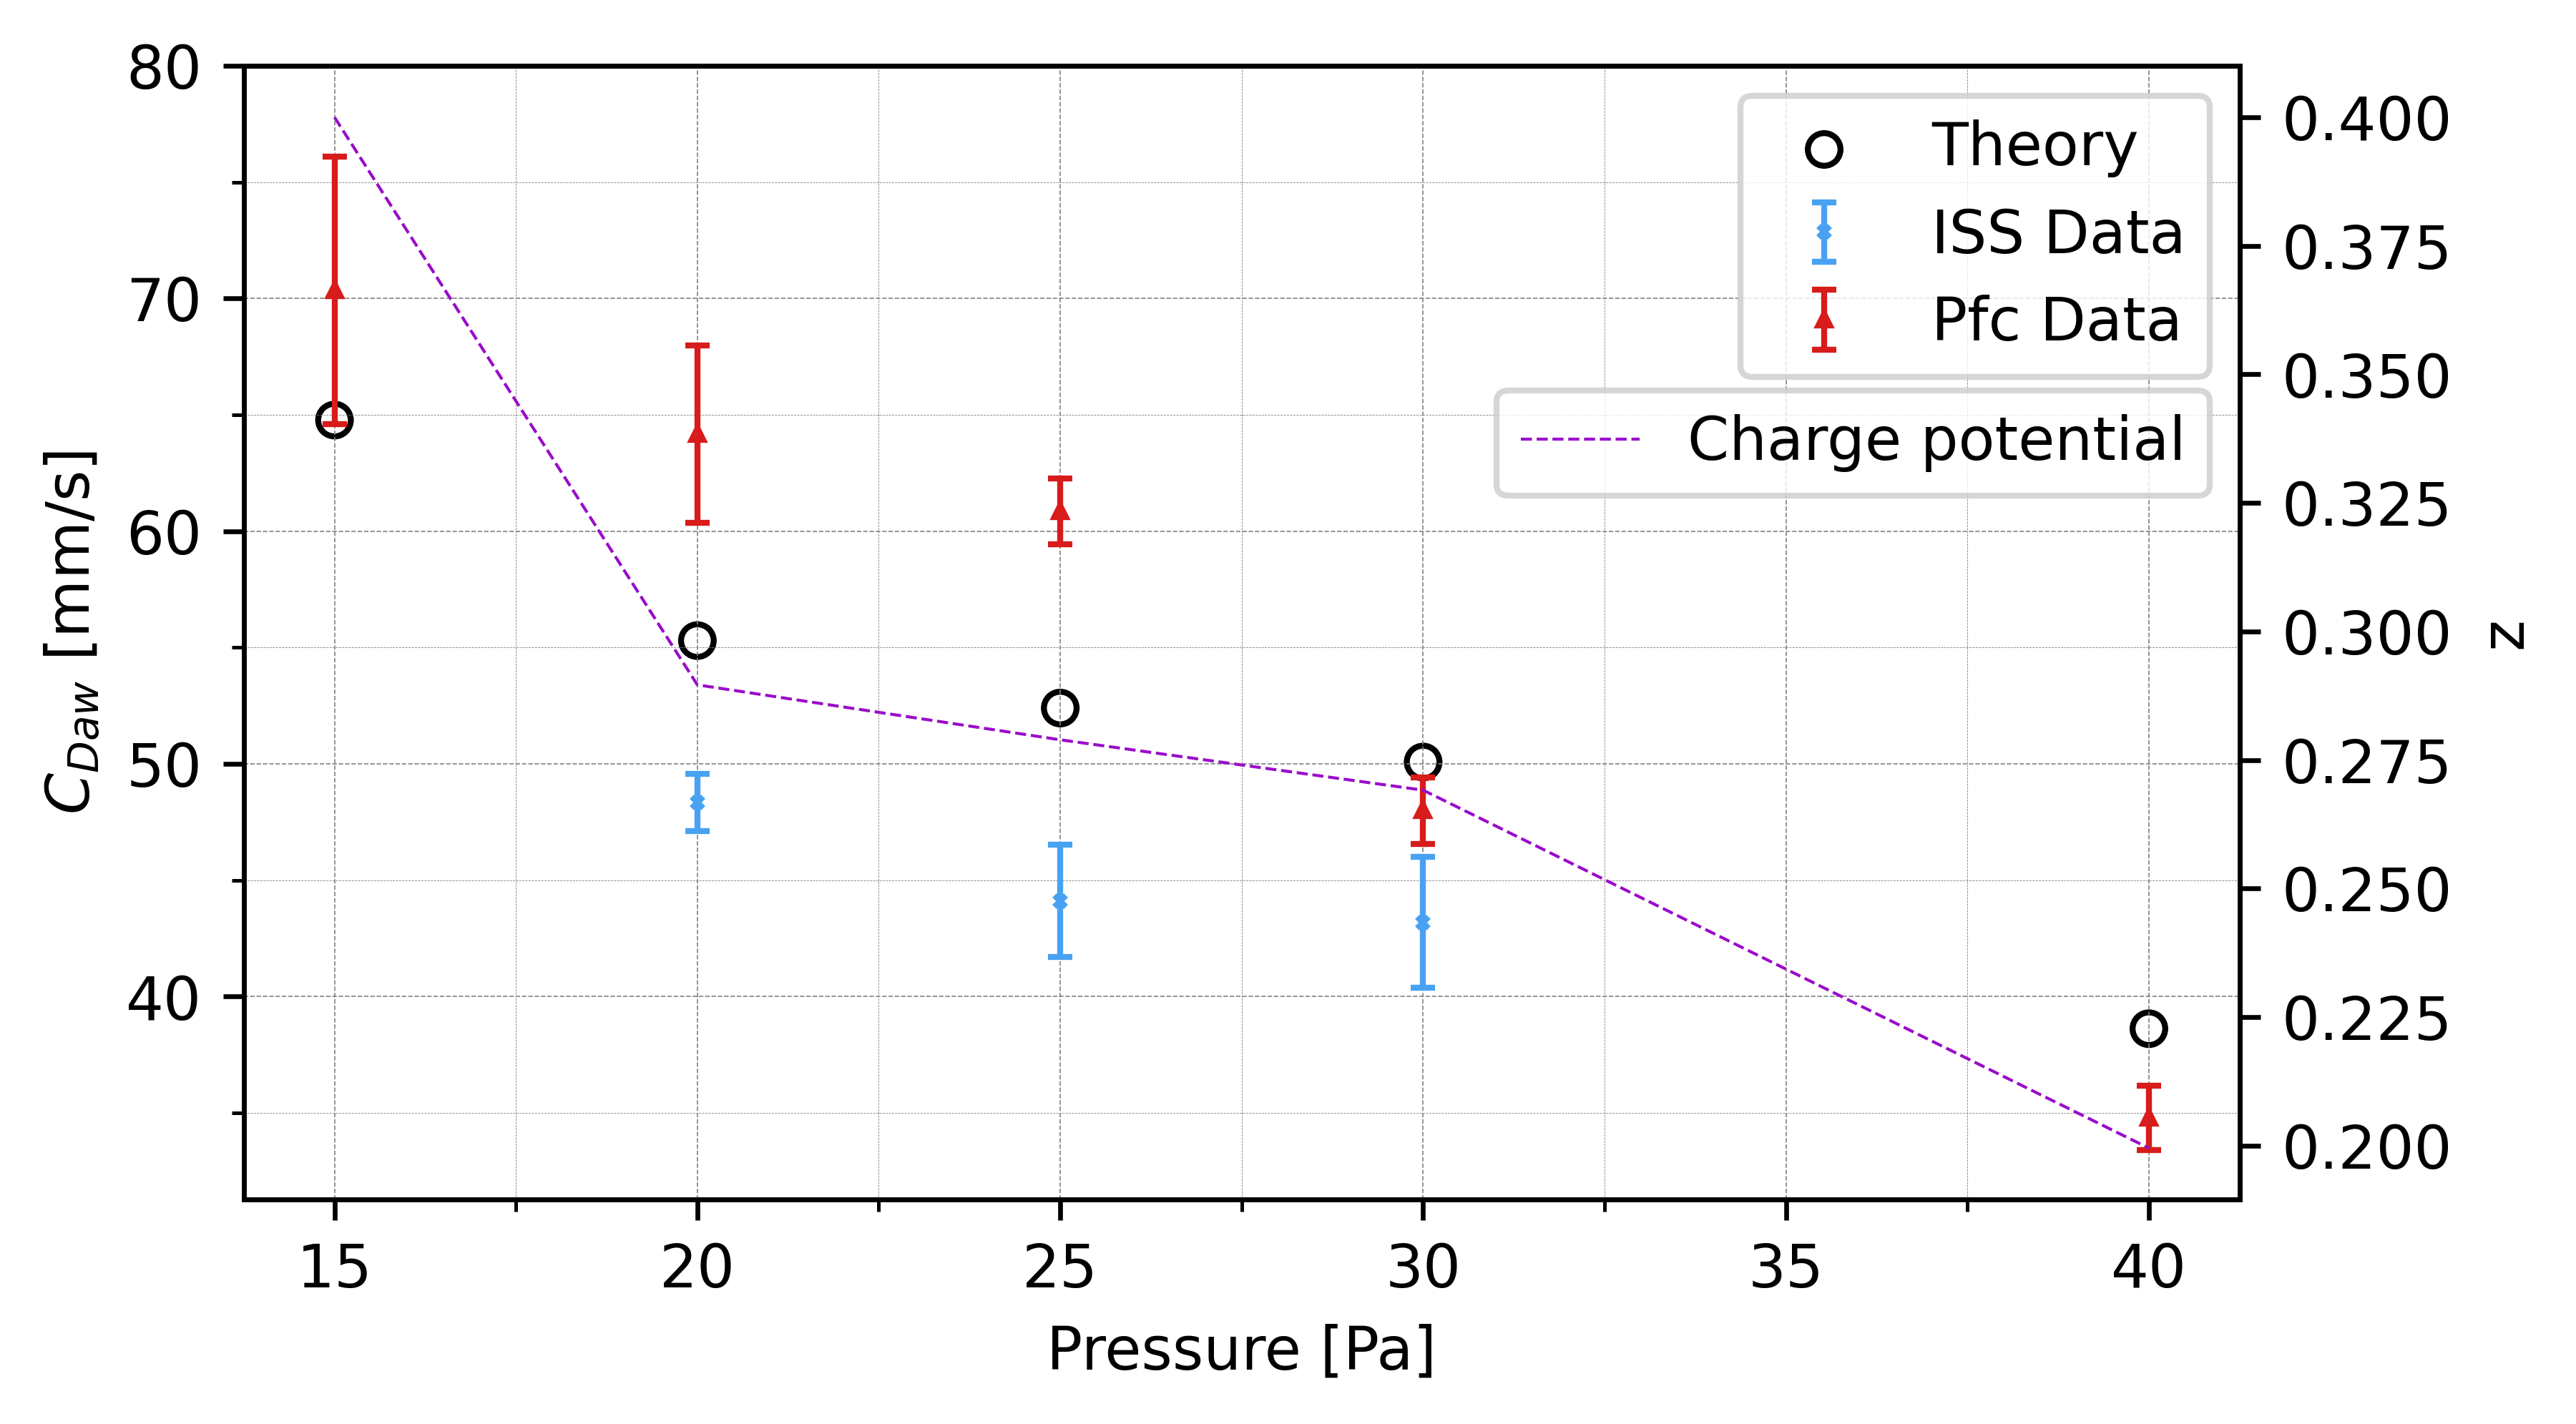 80
70
60
50
40
C_Daw [mm/s]
Theory
ISS Data
Pfc Data
Charge potential
0.400
0.375
0.350
0.325
0.300
0.275
0.250
0.225
0.200
z
15 20 25 30 35 40
Pressure [Pa]